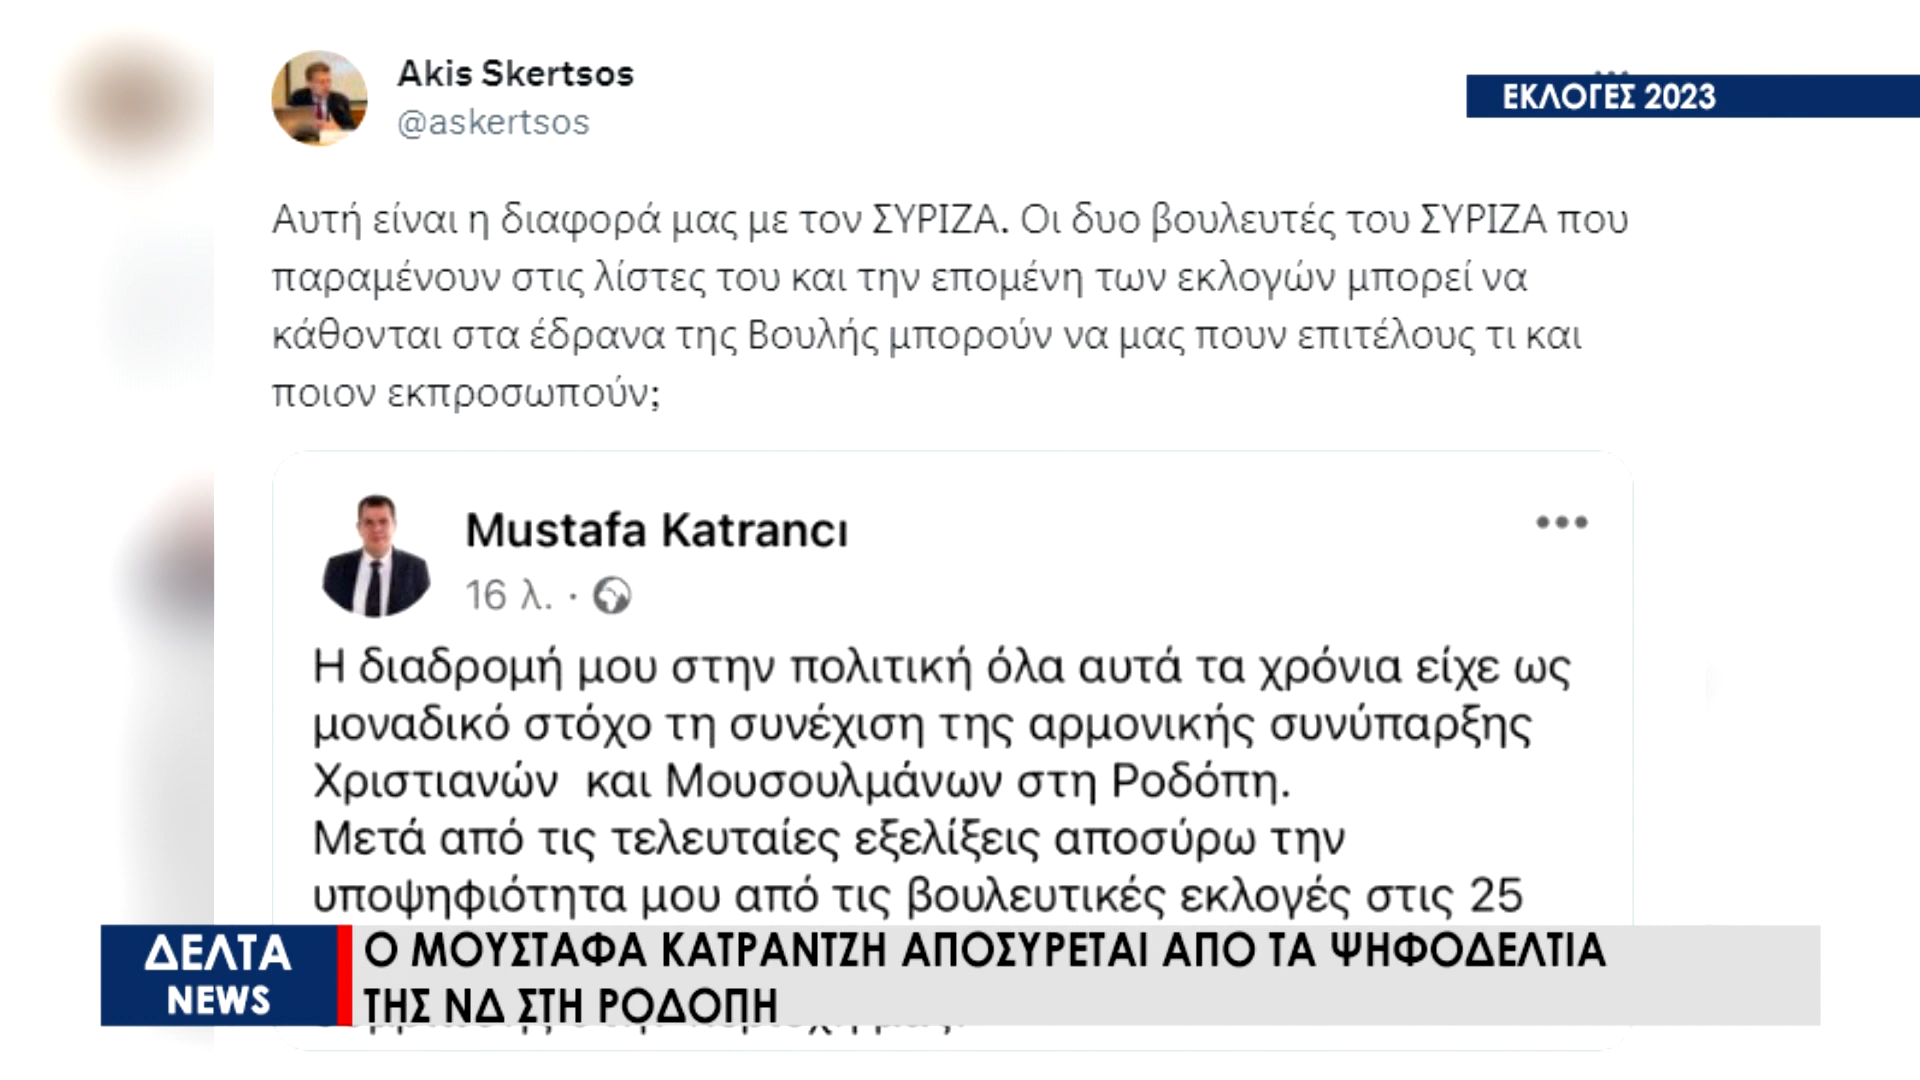 Akis Skertsos
@askertsos
ΕΚΛΟΓΕΣ 2023
Αυτή είναι η διαφορά μας με τον ΣΥΡΙΖΑ. Οι δυο βουλευτές του ΣΥΡΙΖΑ που
παραμένουν στις λίστες του και την επομένη των εκλογών μπορεί να
κάθονται στα έδρανα της Βουλής μπορούν να μας πουν επιτέλους τι και
ποιον εκπροσωπούν;
Mustafa Katrancı
16 λ. ·
Η διαδρομή μου στην πολιτική όλα αυτά τα χρόνια είχε ως
μοναδικό στόχο τη συνέχιση της αρμονικής συνύπαρξης
Χριστιανών και Μουσουλμάνων στη Ροδόπη.
Μετά από τις τελευταίες εξελίξεις αποσύρω την
υποψηφιότητα μου από τις βουλευτικές εκλογές στις 25
ΔΕΛΤΑ
NEWS
Ο ΜΟΥΣΤΑΦΑ ΚΑΤΡΑΝΤΖΗ ΑΠΟΣΥΡΕΤΑΙ ΑΠΟ ΤΑ ΨΗΦΟΔΕΛΤΙΑ
ΤΗΣ ΝΔ ΣΤΗ ΡΟΔΟΠΗ